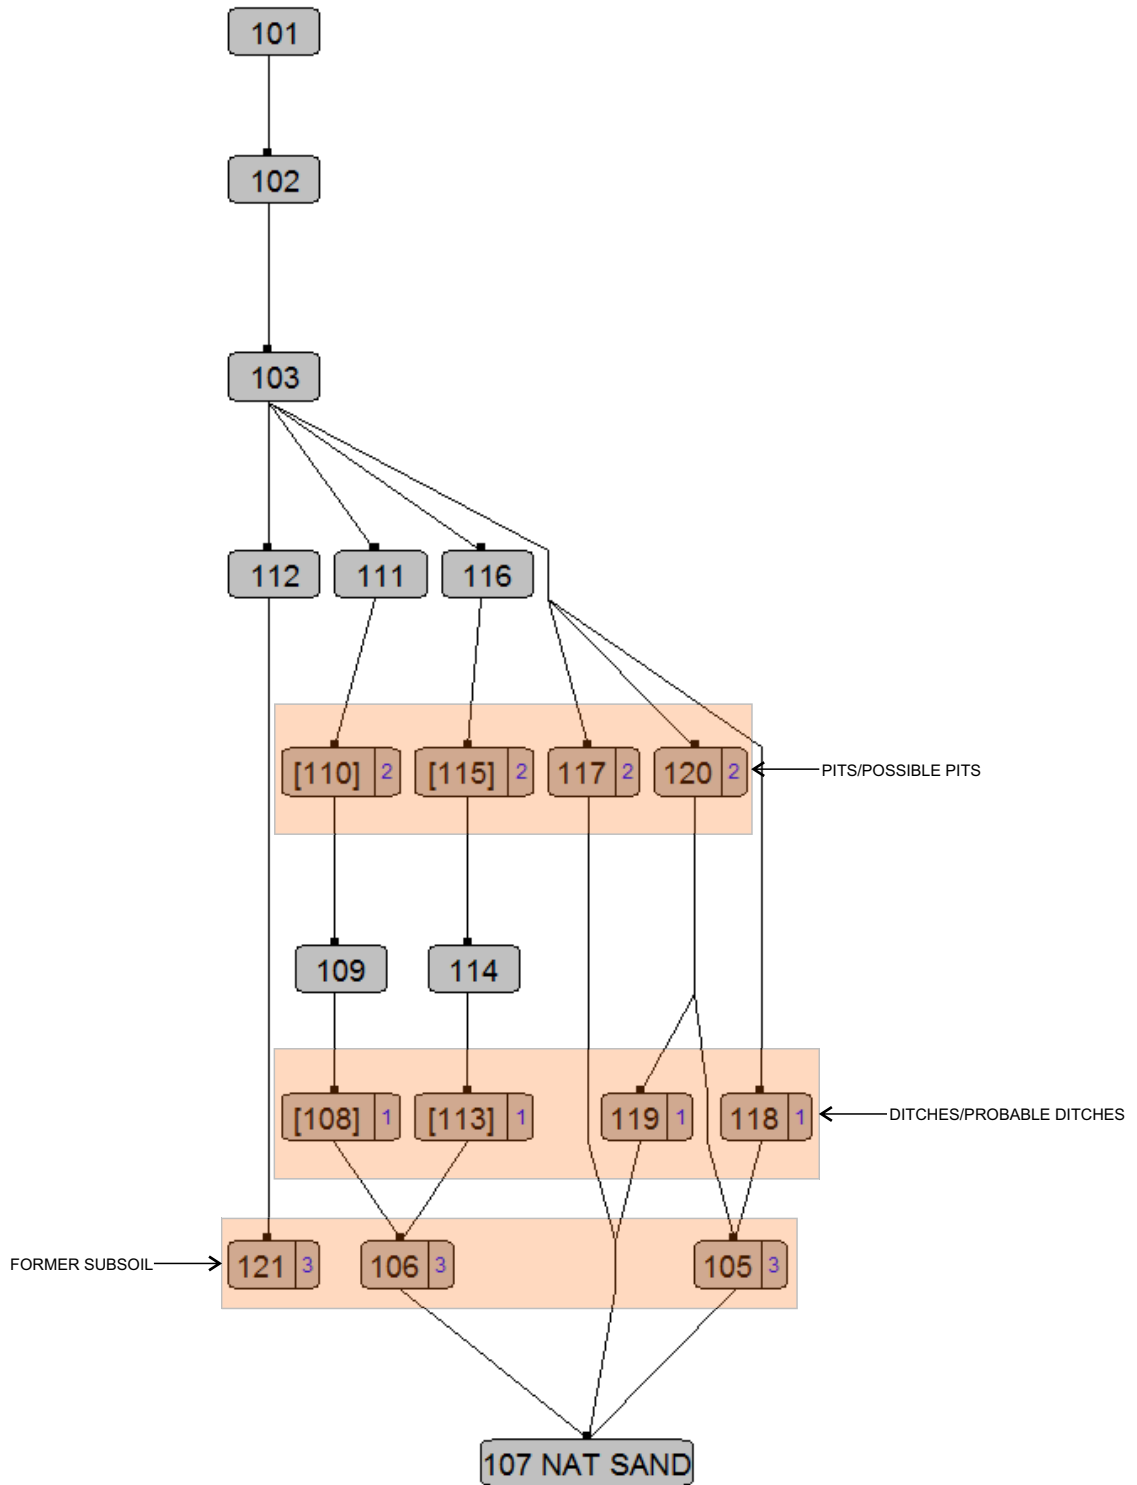 101
102
103
112 111 116
[110] 2 [115] 2 117 2 120 2 PITS/POSSIBLE PITS
109 114
[108] 1 [113] 1 119 1 118 1 DITCHES/PROBABLE DITCHES
FORMER SUBSOIL 121 3 106 3 105 3
107 NAT SAND